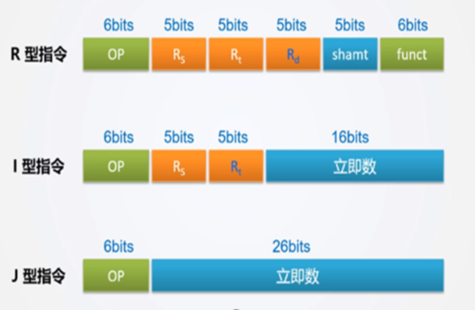 6bits 5bits 5bits 5bits 5bits 6bits
R 型指令 OP Rs Rt Rd shamt funct
6bits 5bits 5bits 16bits
I 型指令 OP Rs Rt 立即数
6bits 26bits
J 型指令 OP 立即数